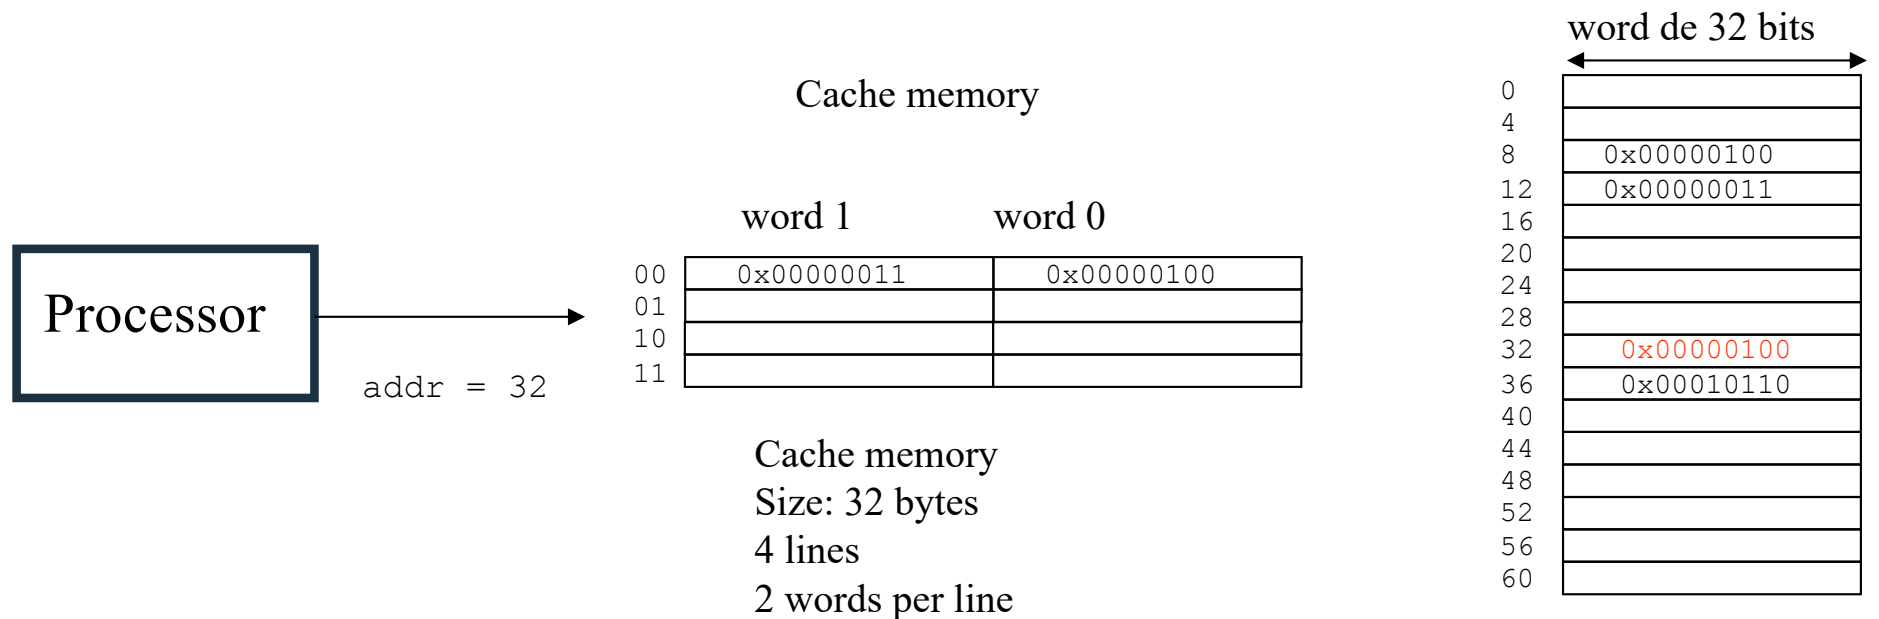 word de 32 bits
Cache memory
word 1 word 0
Processor
addr = 32
00 0x00000011 0x00000100
01
10
11
Cache memory
Size: 32 bytes
4 lines
2 words per line
0
4
8 0x00000100
12 0x00000011
16
20
24
28
32 0x00000100
36 0x00010110
40
44
48
52
56
60